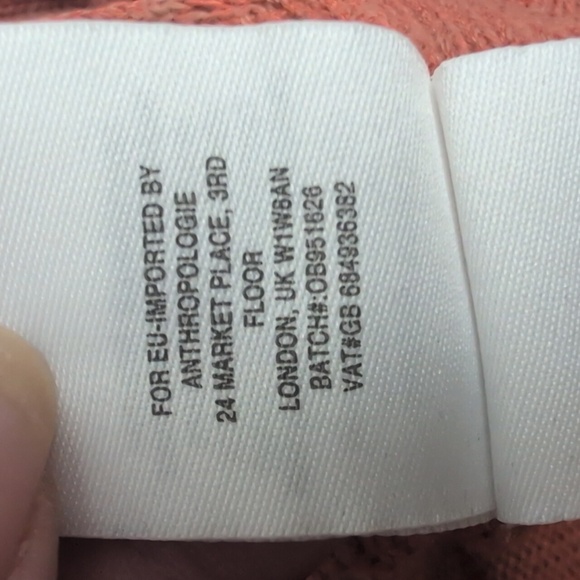 FOR EU-IMPORTED BY
ANTHROPOLOGIE
24 MARKET PLACE, 3RD
FLOOR
LONDON, UK W1W8AN
BATCH#:OB951626
VAT#GB 684936382